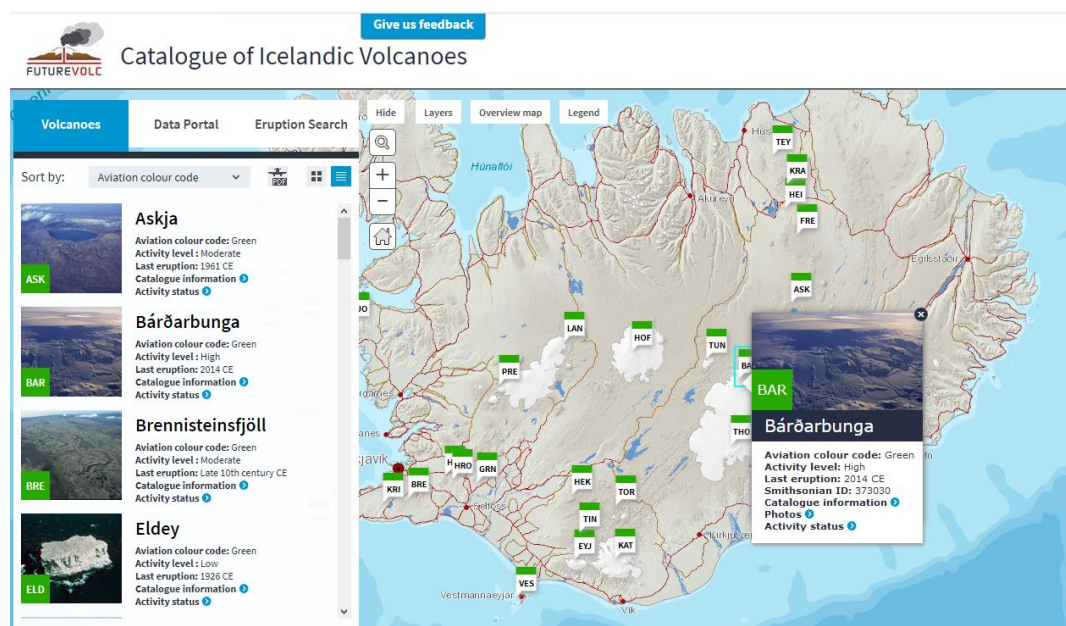 Give us feedback
FUTUREVOLC
Catalogue of Icelandic Volcanoes
Volcanoes
Data Portal
Eruption Search
Sort by:
Aviation colour code
PDF
Askja
Aviation colour code: Green
Activity level : Moderate
Last eruption: 1961 CE
Catalogue information
Activity status
ASK
Bárðarbunga
Aviation colour code: Green
Activity level : High
Last eruption: 2014 CE
Catalogue information
Activity status
BAR
Brennisteinsfjöll
Aviation colour code: Green
Activity level : Moderate
Last eruption: Late 10th century CE
Catalogue information
Activity status
BRE
Eldey
Aviation colour code: Green
Activity level : Low
Last eruption: 1926 CE
Catalogue information
Activity status
ELD
Hide
Layers
Overview map
Legend
Húnaflói
TEY
KRA
HEI
Akureyri
FRE
Egilsstaðir
ASK
LAN
HOF
TUN
PRE
THO
KRI
BRE
HRO
GRN
Selfoss
HEK
TOR
TIN
EYJ
KAT
VES
Vestmannaeyjar
Vík
BAR
Bárðarbunga
Aviation colour code: Green
Activity level: High
Last eruption: 2014 CE
Smithsonian ID: 373030
Catalogue information
Photos
Activity status